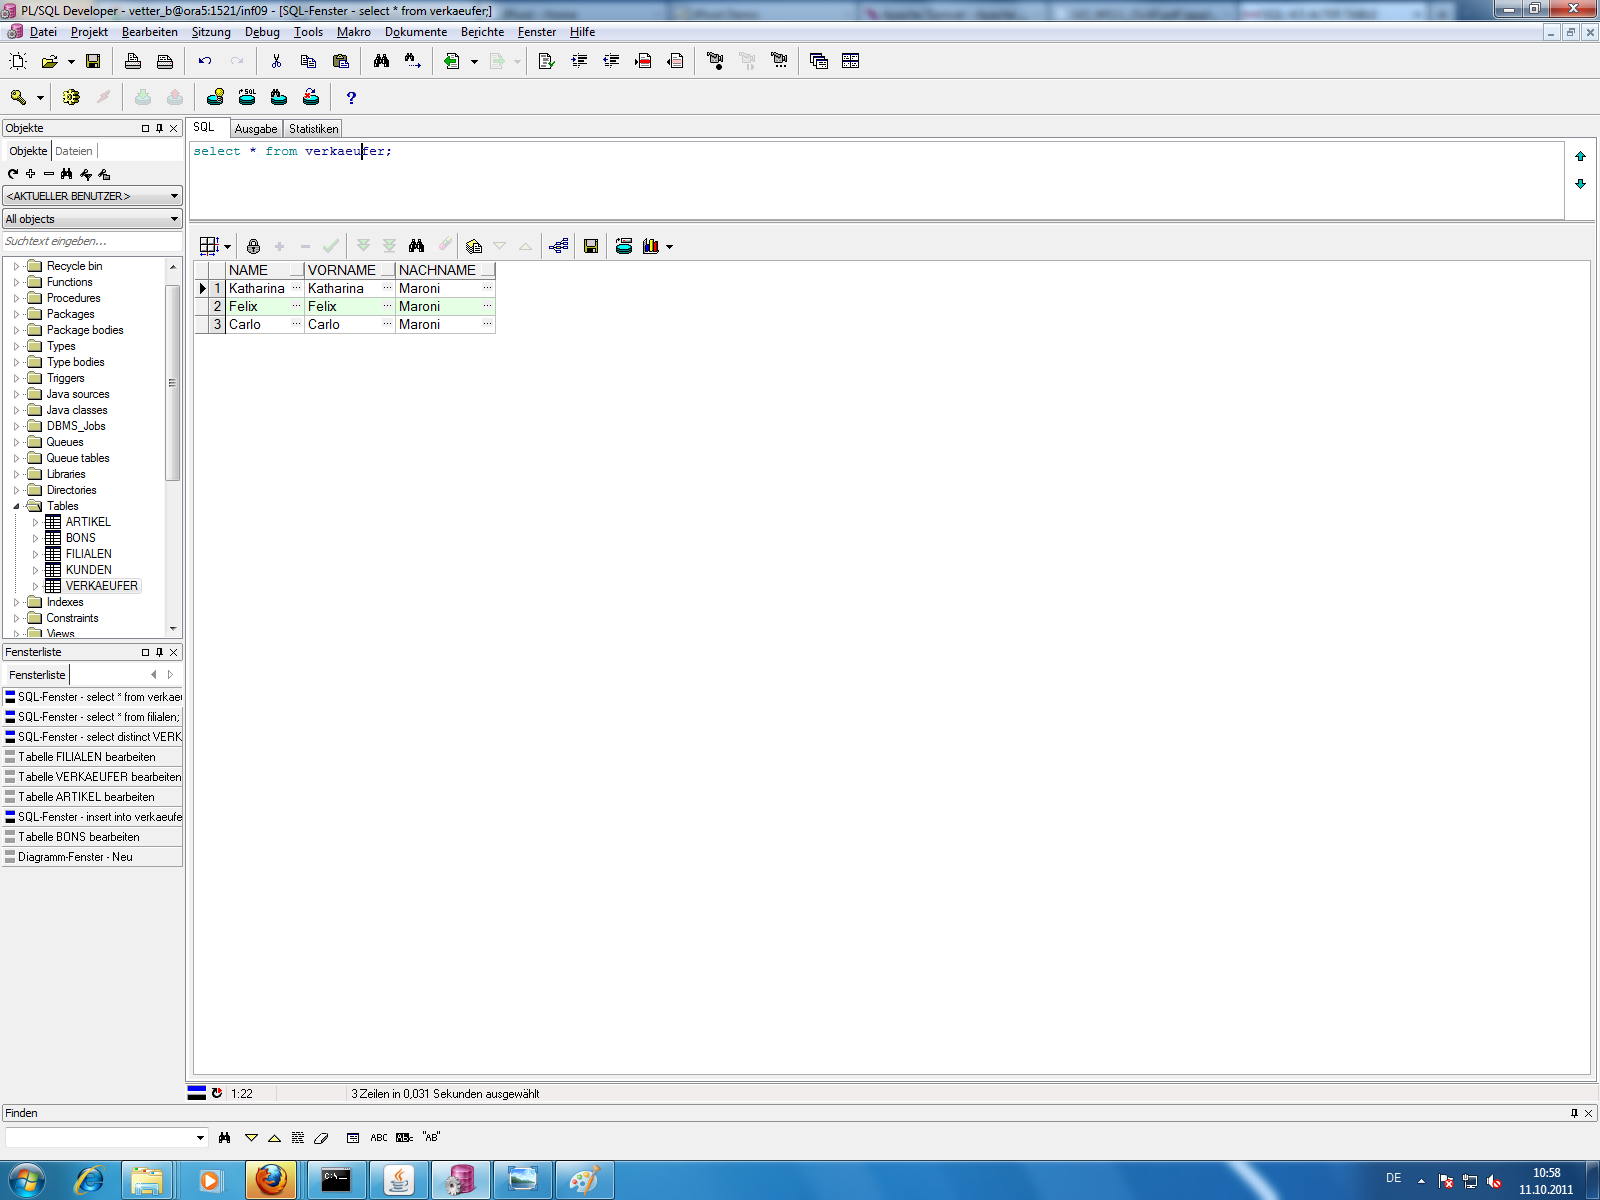 PL/SQL Developer - vetter_b@ora5:1521/inf09 - [SQL-Fenster - select * from verkaeufer;]
Datei Projekt Bearbeiten Sitzung Debug Tools Makro Dokumente Berichte Fenster Hilfe
Objekte
Objekte Dateien
<AKTUELLER BENUTZER>
All objects
Suchtext eingeben...
Recycle bin
Functions
Procedures
Packages
Package bodies
Types
Type bodies
Triggers
Java sources
Java classes
DBMS_Jobs
Queues
Queue tables
Libraries
Directories
Tables
ARTIKEL
BONS
FILIALEN
KUNDEN
VERKAEUFER
Indexes
Constraints
Views
Fensterliste
Fensterliste
SQL-Fenster - select * from verkaeu
SQL-Fenster - select * from filialen;
SQL-Fenster - select distinct VERK
Tabelle FILIALEN bearbeiten
Tabelle VERKAEUFER bearbeiten
Tabelle ARTIKEL bearbeiten
SQL-Fenster - insert into verkaeufe
Tabelle BONS bearbeiten
Diagramm-Fenster - Neu
SQL Ausgabe Statistiken
select * from verkaeufer;
NAME VORNAME NACHNAME
1 Katharina ... Katharina ... Maroni ...
2 Felix ... Felix ... Maroni ...
3 Carlo ... Carlo ... Maroni ...
1:22 3 Zeilen in 0,031 Sekunden ausgewählt
Finden
ABC "AB"
DE 10:58
11.10.2011